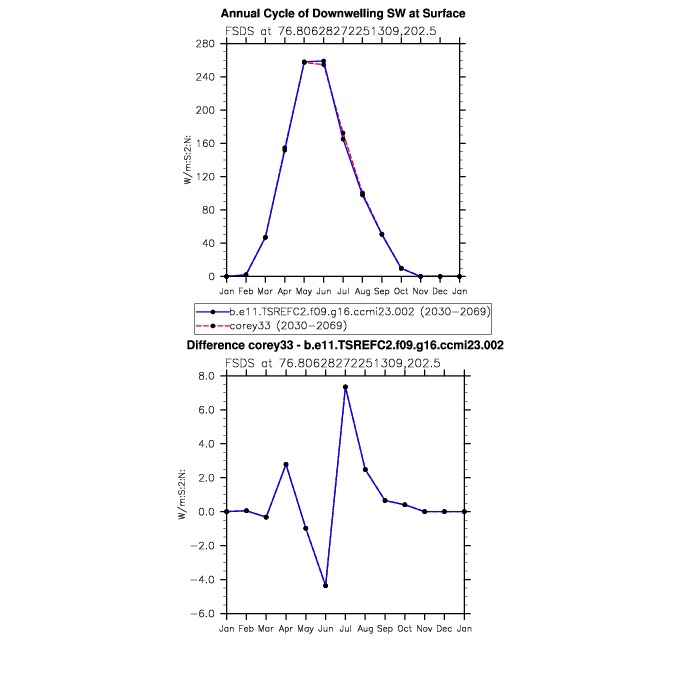 Annual Cycle of Downwelling SW at Surface
FSDS at 76.80628272251309,202.5
280
240
200
160
120
80
40
0
W/m:S:2:N:
Jan Feb Mar Apr May Jun Jul Aug Sep Oct Nov Dec Jan
b.e11.TSREFC2.f09.g16.ccmi23.002 (2030-2069)
corey33 (2030-2069)
Difference corey33 - b.e11.TSREFC2.f09.g16.ccmi23.002
FSDS at 76.80628272251309,202.5
8.0
6.0
4.0
2.0
0.0
-2.0
-4.0
-6.0
W/m:S:2:N:
Jan Feb Mar Apr May Jun Jul Aug Sep Oct Nov Dec Jan